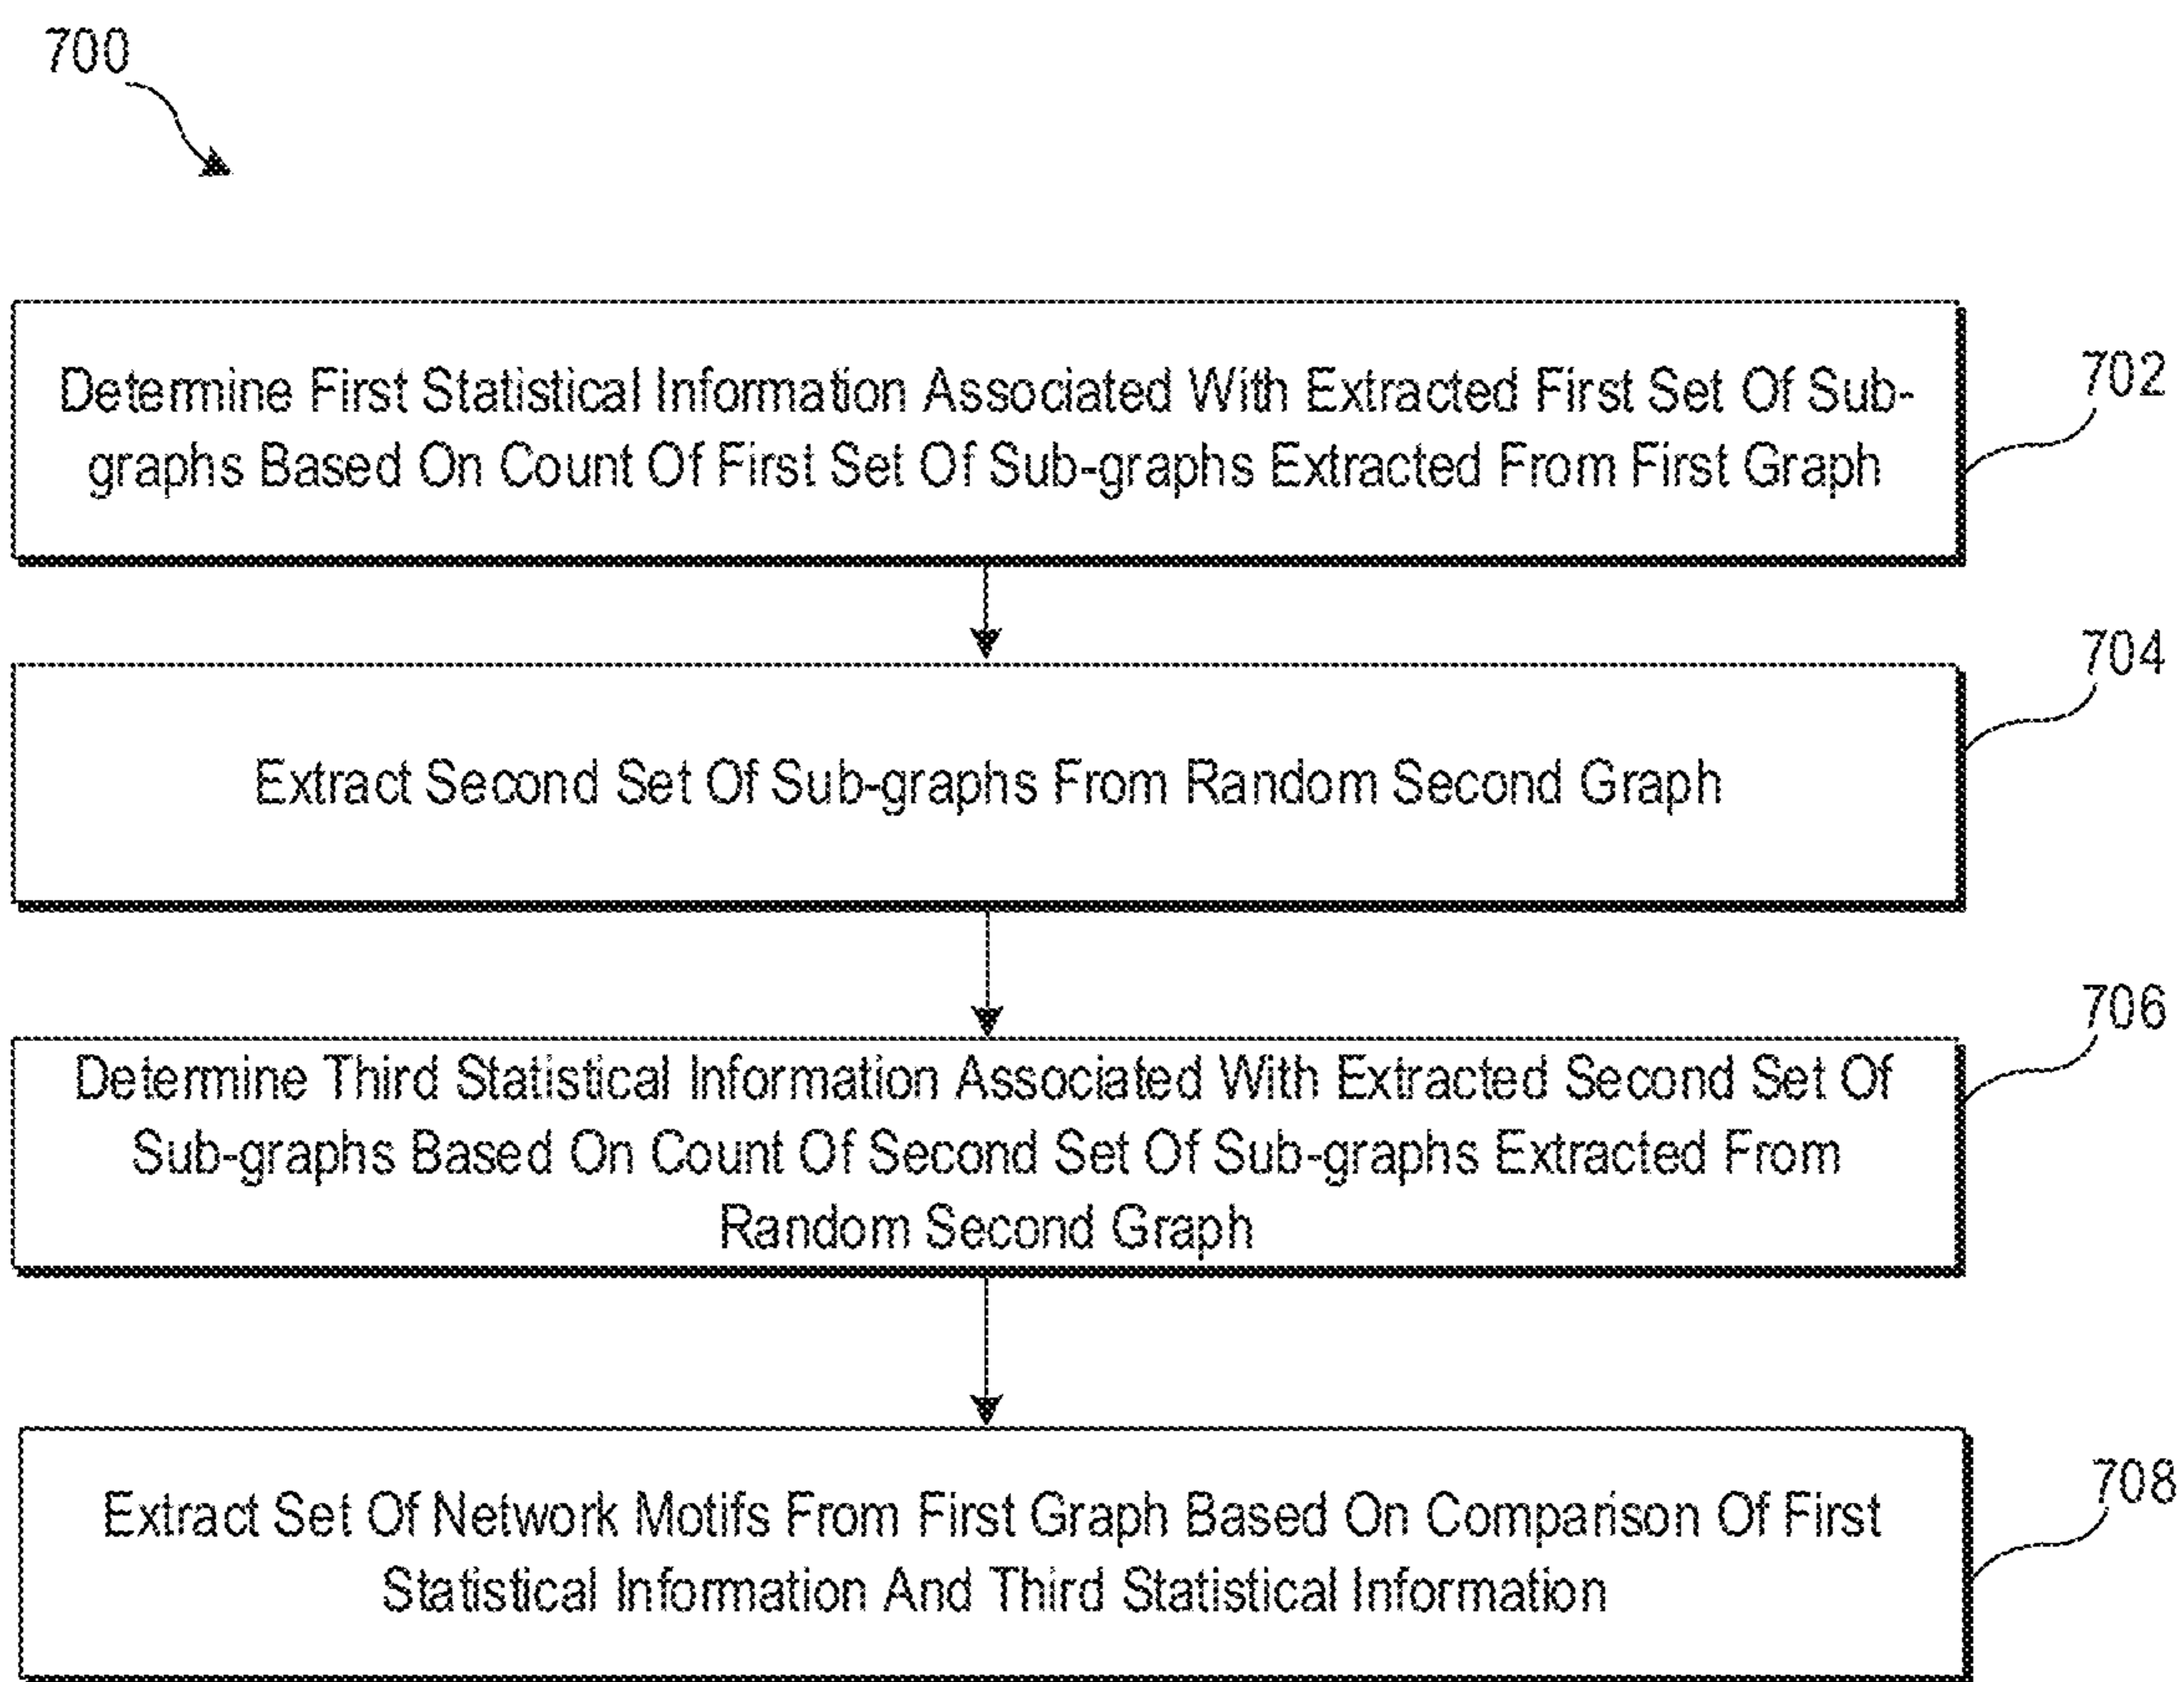 700
Determine First Statistical Information Associated With Extracted First Set Of Sub-
graphs Based On Count Of First Set Of Sub-graphs Extracted From First Graph
702
Extract Second Set Of Sub-graphs From Random Second Graph
704
Determine Third Statistical Information Associated With Extracted Second Set Of
Sub-graphs Based On Count Of Second Set Of Sub-graphs Extracted From
Random Second Graph
706
Extract Set Of Network Motifs From First Graph Based On Comparison Of First
Statistical Information And Third Statistical Information
708